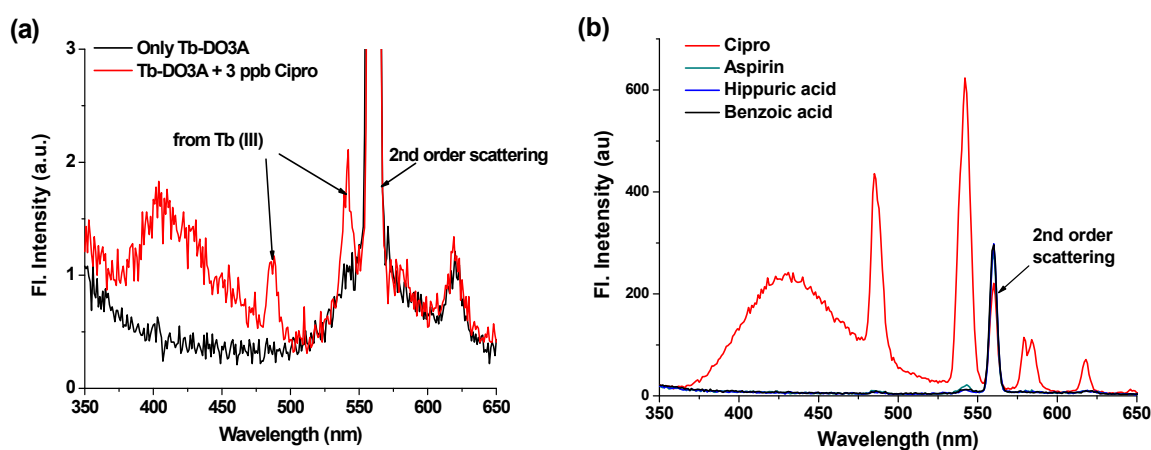 (a)
Only Tb-DO3A
Tb-DO3A + 3 ppb Cipro
from Tb (III)
2nd order scattering
Fl. Intensity (a.u.)
3
2
1
0
350 400 450 500 550 600 650
Wavelength (nm)
(b)
Cipro
Aspirin
Hippuric acid
Benzoic acid
2nd order
scattering
Fl. Inetensity (au)
600
400
200
0
350 400 450 500 550 600 650
Wavelength (nm)